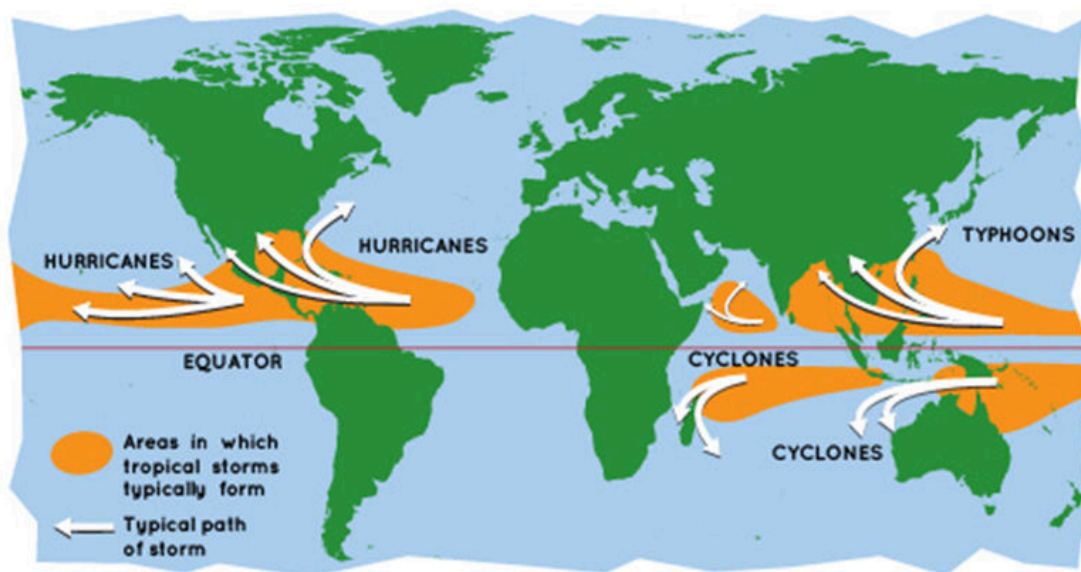 HURRICANES
HURRICANES
TYPHOONS
EQUATOR
CYCLONES
CYCLONES
Areas in which
tropical storms
typically form
Typical path
of storm